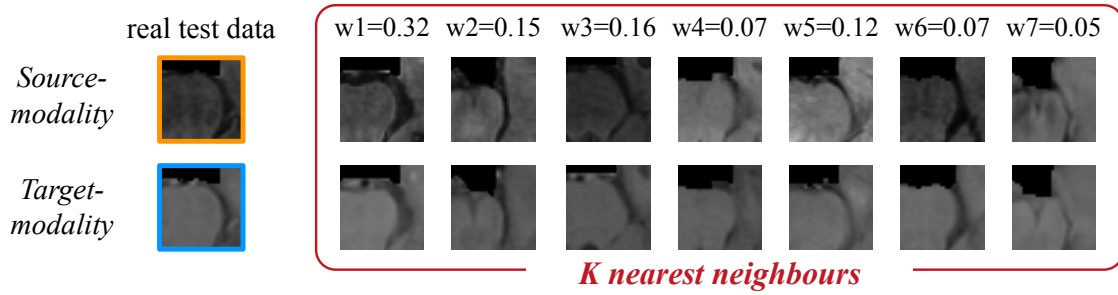 real test data
w1=0.32 w2=0.15 w3=0.16 w4=0.07 w5=0.12 w6=0.07 w7=0.05
Source-
modality
Target-
modality
K nearest neighbours